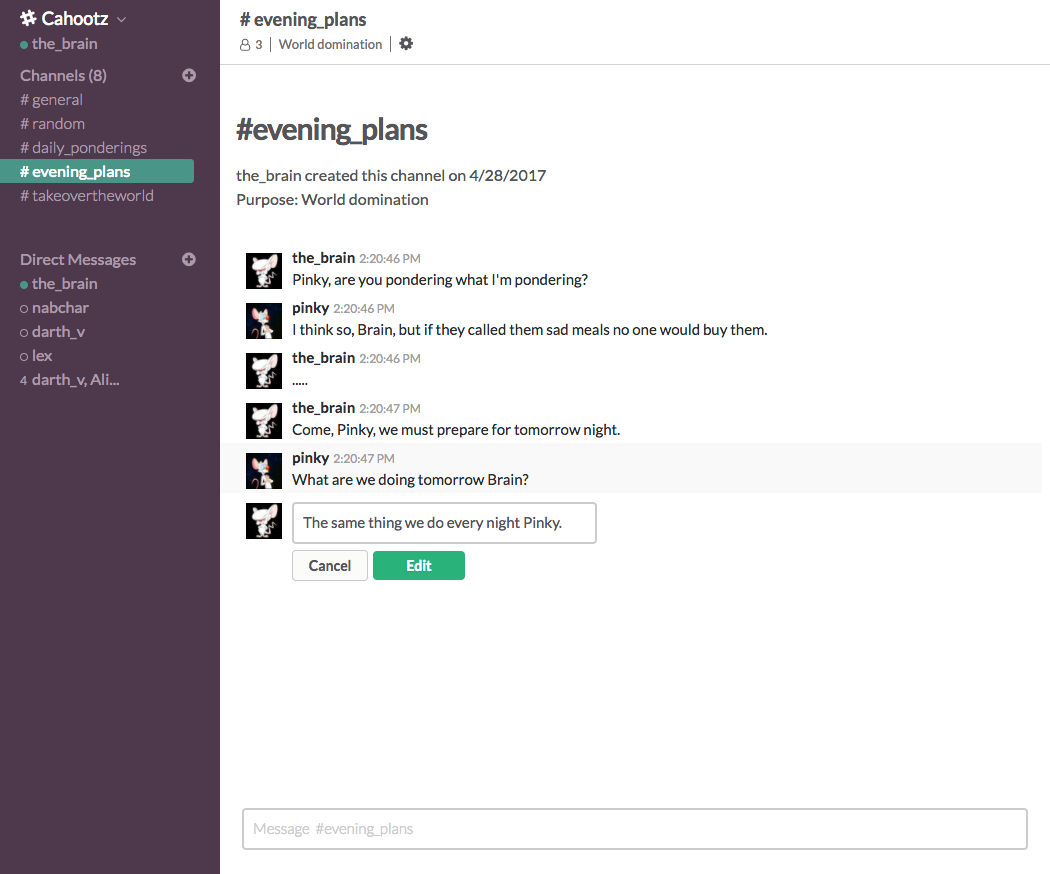 Cahootz
the_brain
Channels (8)
# general
# random
# daily_ponderings
# evening_plans
# takeovertheworld
Direct Messages
the_brain
nabchar
darth_v
lex
4 darth_v, Ali...
# evening_plans
3 | World domination |
#evening_plans
the_brain created this channel on 4/28/2017
Purpose: World domination
the_brain 2:20:46 PM
Pinky, are you pondering what I'm pondering?
pinky 2:20:46 PM
I think so, Brain, but if they called them sad meals no one would buy them.
the_brain 2:20:46 PM
.....
the_brain 2:20:47 PM
Come, Pinky, we must prepare for tomorrow night.
pinky 2:20:47 PM
What are we doing tomorrow Brain?
The same thing we do every night Pinky.
Cancel Edit
Message #evening_plans